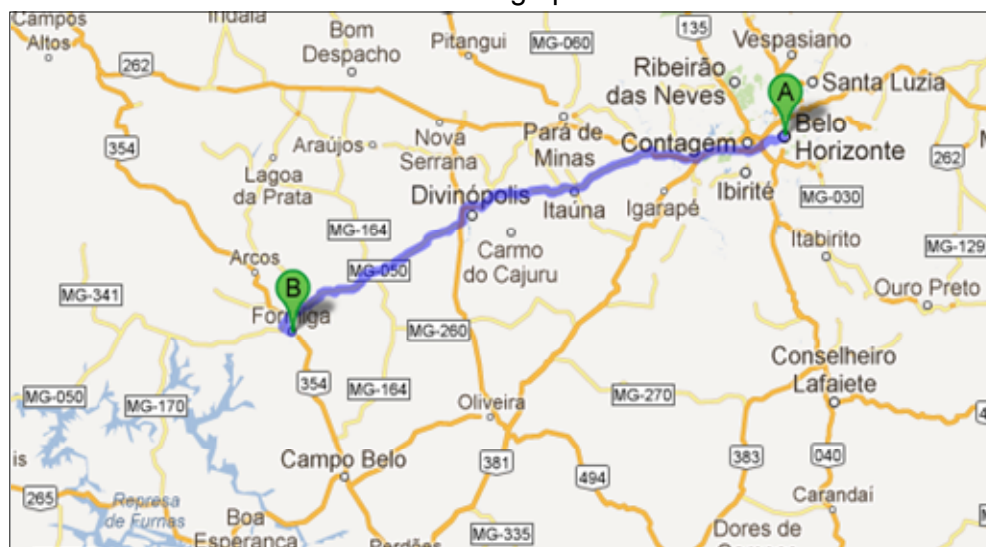 Campos
Altos
Bom
Despacho
Pitangui
MG-060
135
Vespasiano
262
Ribeirão
das Neves
A
Santa Luzia
354
Araújos
Nova
Serrana
Pará de
Minas
Contagem
Belo
Horizonte
262
Lagoa
da Prata
Divinópolis
Itaúna
Igarapé
Ibirité
MG-030
MG-164
Carmo
do Cajuru
Itabirito
MG-129
Arcos
MG-050
MG-341
B
Formiga
Ouro Preto
MG-260
Conselheiro
Lafaiete
354
MG-164
MG-050
MG-170
Oliveira
MG-270
Campo Belo
381
494
383
040
265
Represa
de Furnas
Carandaí
Boa
Esperança
MG-335
Dores de
Perdões